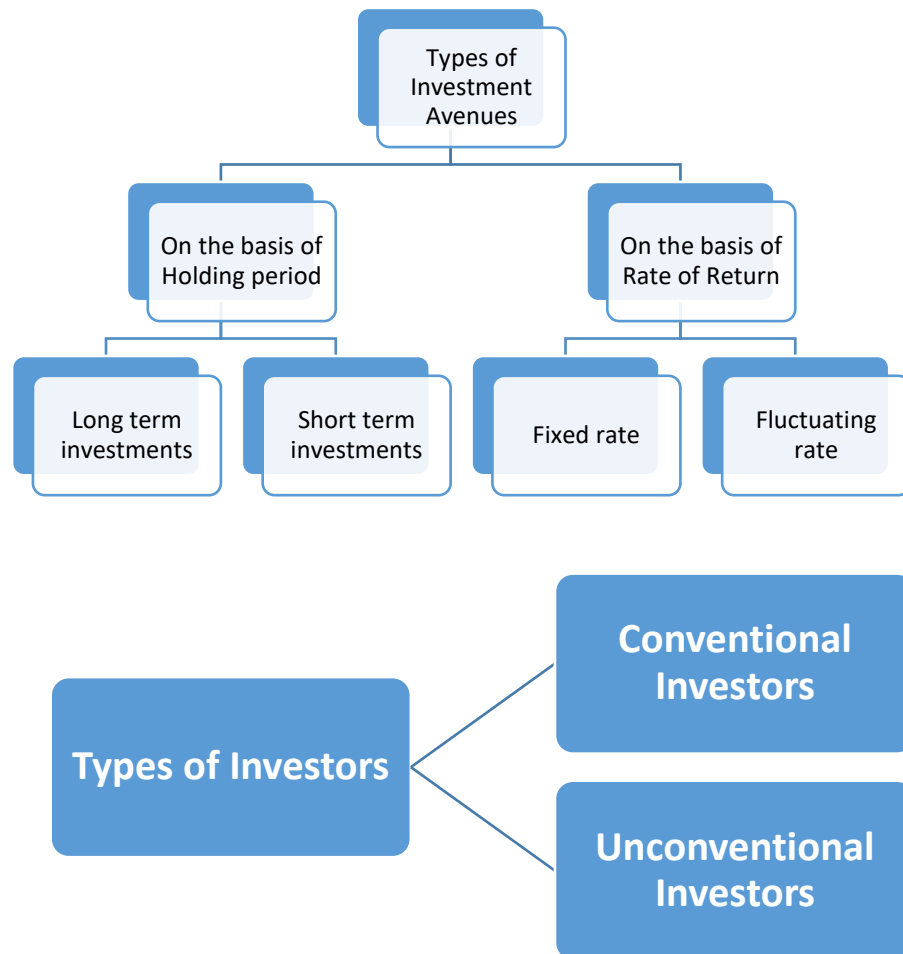 Types of
Investment
Avenues
On the basis of
Holding period
On the basis of
Rate of Return
Long term
investments
Short term
investments
Fixed rate
Fluctuating
rate
Types of Investors
Conventional
Investors
Unconventional
Investors